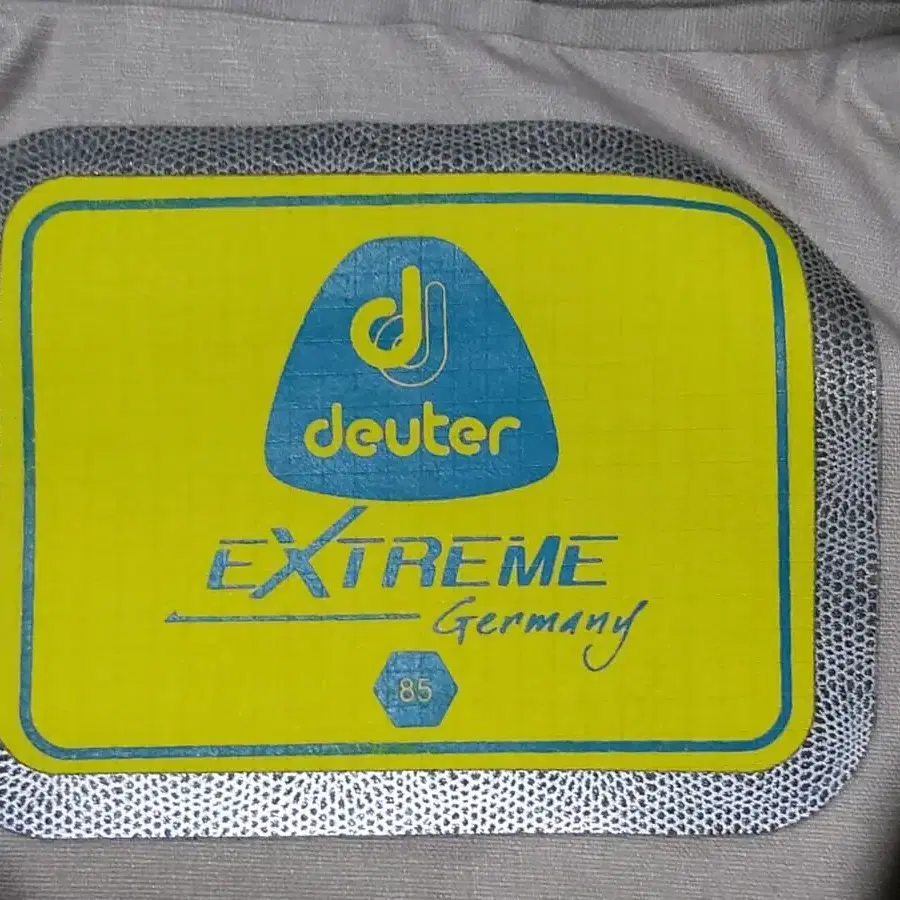 d
deuter
EXTREME
Germany
85